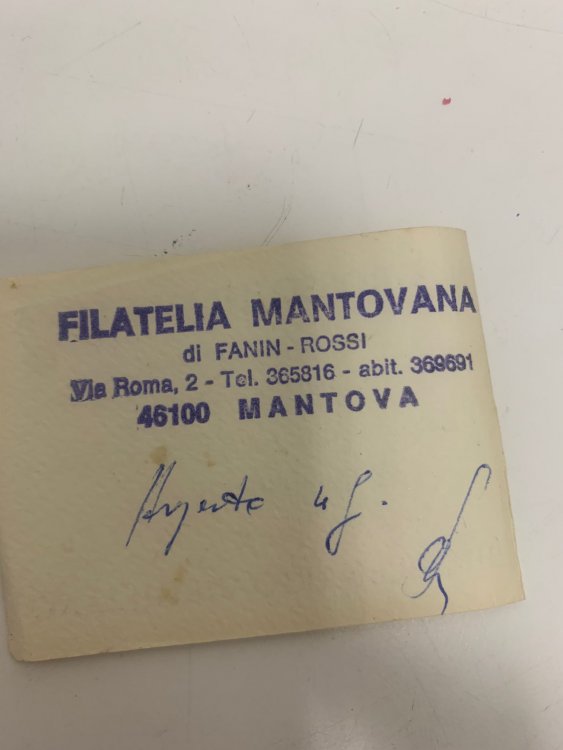 FILATELIA MANTOVANA
di FANIN - ROSSI
Via Roma, 2 - Tel. 365816 - abit. 369691
46100 MANTOVA
Argento 4 g.